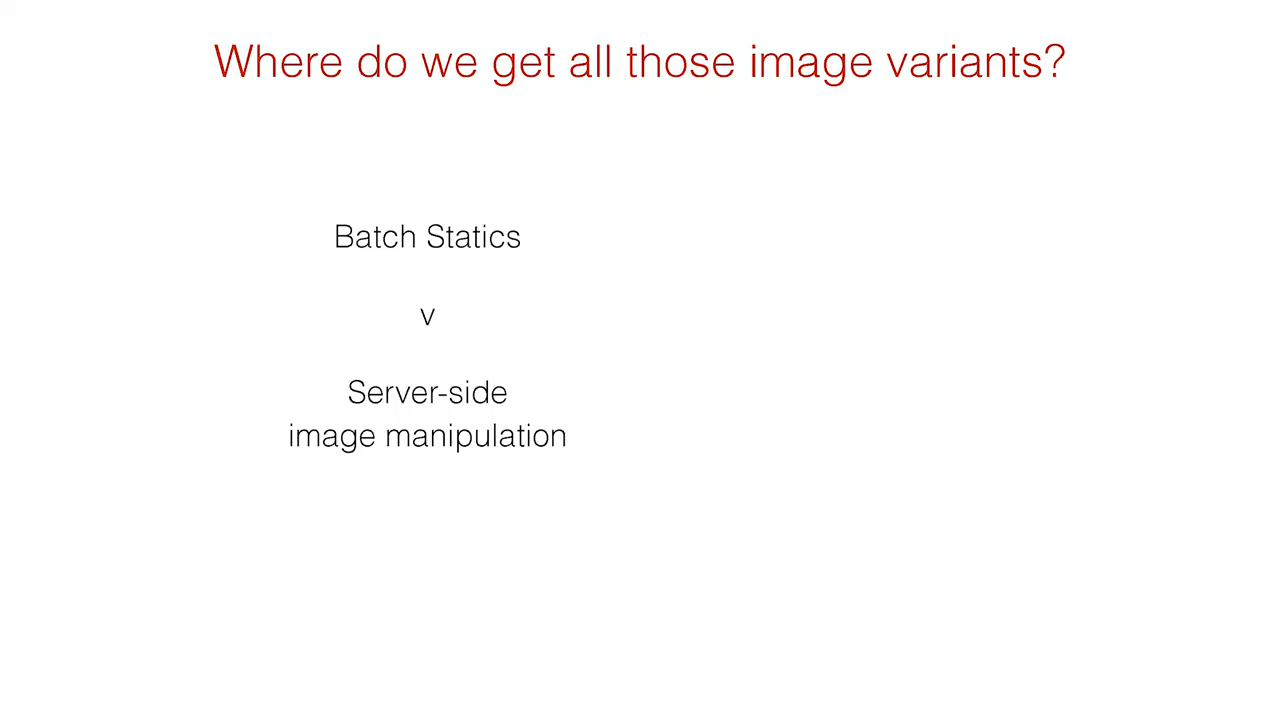 Where do we get all those image variants?
Batch Statics
v
Server-side
image manipulation